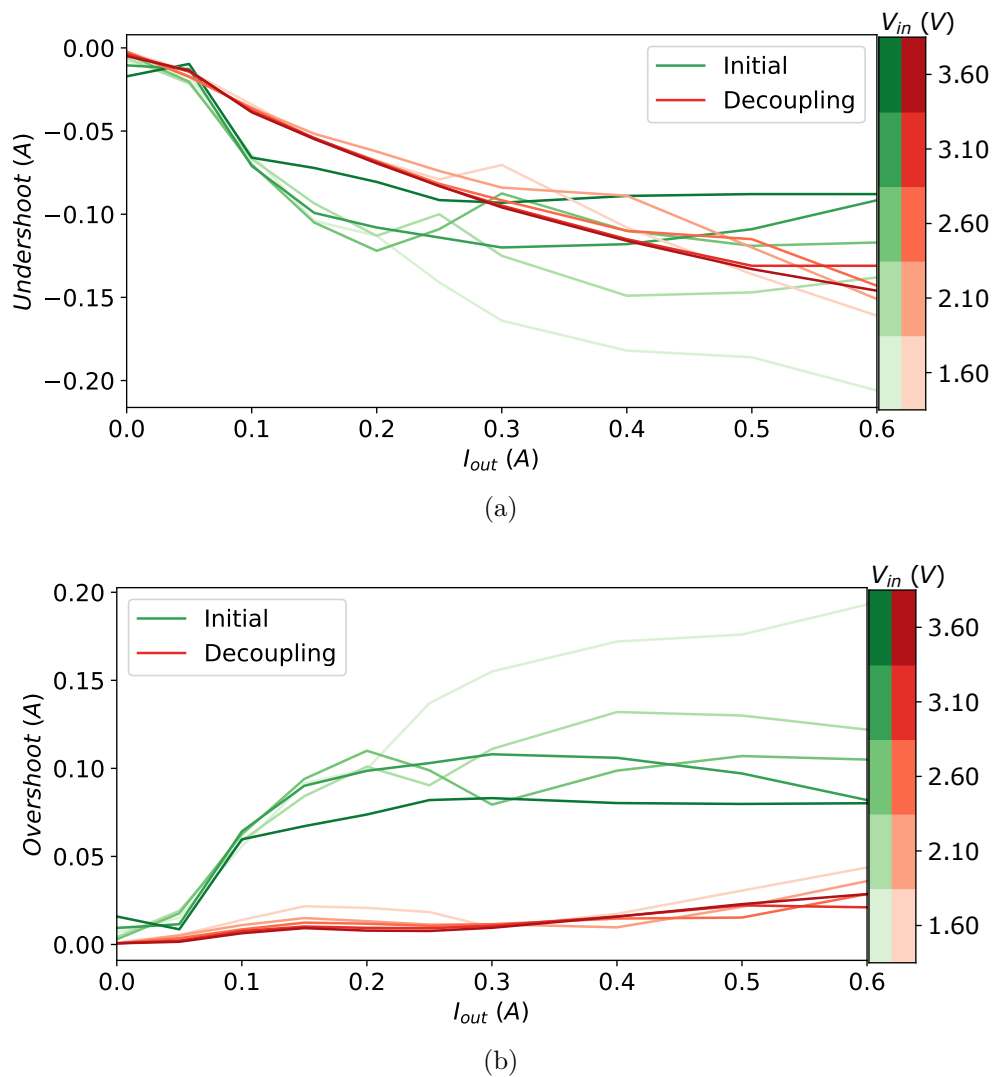 V_in (V)
0.00
−0.05
−0.10
−0.15
−0.20
Undershoot (A)
Initial
Decoupling
3.60
3.10
2.60
2.10
1.60
0.0 0.1 0.2 0.3 0.4 0.5 0.6
I_out (A)
(a)
V_in (V)
0.20
0.15
0.10
0.05
0.00
Overshoot (A)
Initial
Decoupling
3.60
3.10
2.60
2.10
1.60
0.0 0.1 0.2 0.3 0.4 0.5 0.6
I_out (A)
(b)